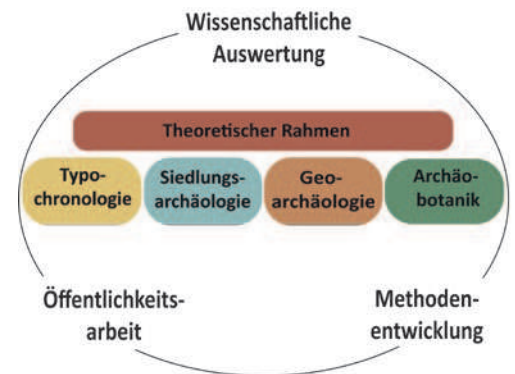 Wissenschaftliche
Auswertung
Theoretischer Rahmen
Typo-
chronologie
Siedlungs-
archäologie
Geo-
archäologie
Archäo-
botanik
Öffentlichkeits-
arbeit
Methoden-
entwicklung